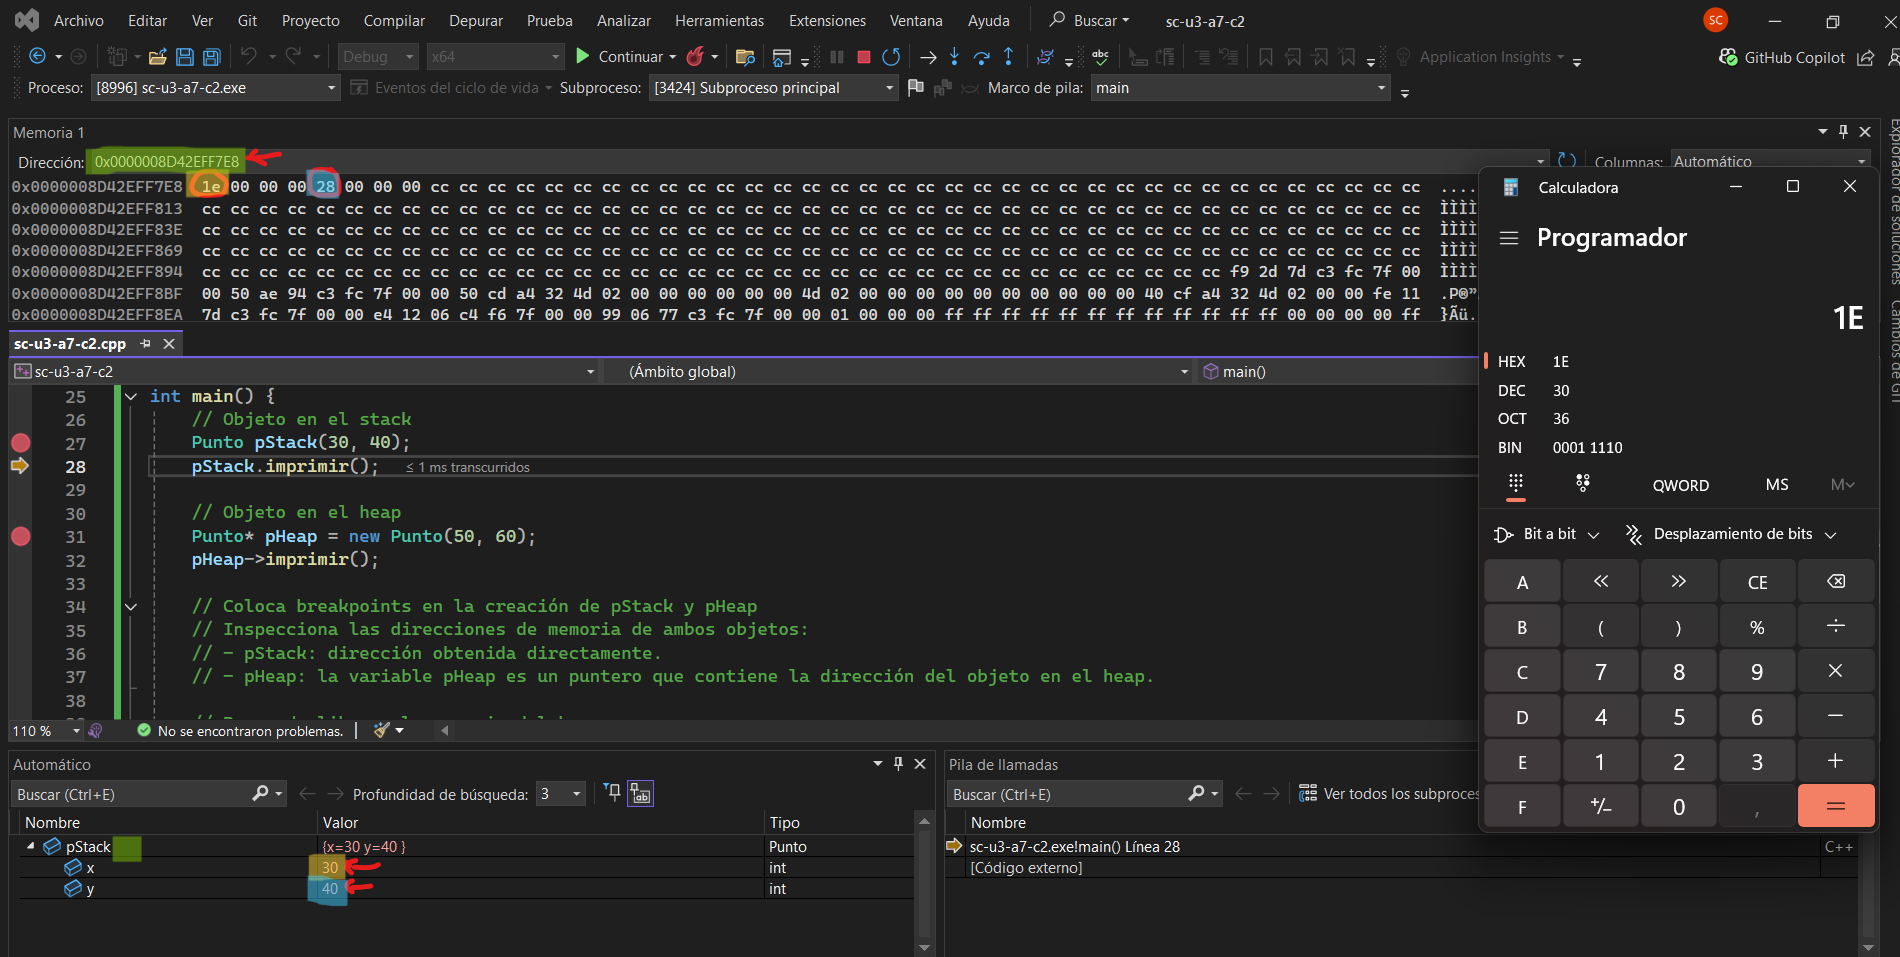 Archivo Editar Ver Git Proyecto Compilar Depurar Prueba Analizar Herramientas Extensiones Ventana Ayuda Buscar sc-u3-a7-c2 SC
Debug x64 Continuar Application Insights GitHub Copilot
Proceso: [8996] sc-u3-a7-c2.exe Eventos del ciclo de vida Subproceso: [3424] Subproceso principal Marco de pila: main
Memoria 1
Dirección: 0x0000008D42EFF7E8 Columnas: Automático
0x0000008D42EFF7E8 1e 00 00 00 28 00 00 00 cc cc cc cc cc cc cc cc cc cc cc cc cc cc cc cc cc cc cc cc cc cc cc cc cc cc cc cc cc cc cc cc cc cc cc ....
0x0000008D42EFF813 cc cc cc cc cc cc cc cc cc cc cc cc cc cc cc cc cc cc cc cc cc cc cc cc cc cc cc cc cc cc cc cc cc cc cc cc cc cc cc cc cc cc cc ÌÌÌÌ
0x0000008D42EFF83E cc cc cc cc cc cc cc cc cc cc cc cc cc cc cc cc cc cc cc cc cc cc cc cc cc cc cc cc cc cc cc cc cc cc cc cc cc cc cc cc cc cc cc ÌÌÌÌ
0x0000008D42EFF869 cc cc cc cc cc cc cc cc cc cc cc cc cc cc cc cc cc cc cc cc cc cc cc cc cc cc cc cc cc cc cc cc cc cc cc cc cc cc cc cc cc cc cc ÌÌÌÌ
0x0000008D42EFF894 cc cc cc cc cc cc cc cc cc cc cc cc cc cc cc cc cc cc cc cc cc cc cc cc cc cc cc cc cc cc cc cc cc cc cc cc f9 2d 7d c3 fc 7f 00 ÌÌÌÌ
0x0000008D42EFF8BF 00 50 ae 94 c3 fc 7f 00 00 50 cd a4 32 4d 02 00 00 00 00 00 00 4d 02 00 00 00 00 00 00 00 00 00 00 40 cf a4 32 4d 02 00 00 fe 11 .P®”
0x0000008D42EFF8EA 7d c3 fc 7f 00 00 e4 12 06 c4 f6 7f 00 00 99 06 77 c3 fc 7f 00 00 01 00 00 00 ff ff ff ff ff ff ff ff ff ff ff ff 00 00 00 00 ff }Ãü.
Explorador de soluciones Cambios de GIT
sc-u3-a7-c2.cpp
sc-u3-a7-c2 (Ámbito global) main()
25 int main() {
26 // Objeto en el stack
27 Punto pStack(30, 40);
28 pStack.imprimir(); ≤ 1 ms transcurridos
29
30 // Objeto en el heap
31 Punto* pHeap = new Punto(50, 60);
32 pHeap->imprimir();
33
34 // Coloca breakpoints en la creación de pStack y pHeap
35 // Inspecciona las direcciones de memoria de ambos objetos:
36 // - pStack: dirección obtenida directamente.
37 // - pHeap: la variable pHeap es un puntero que contiene la dirección del objeto en el heap.
38
110 % No se encontraron problemas.
Automático
Buscar (Ctrl+E) Profundidad de búsqueda: 3
Nombre Valor Tipo
pStack {x=30 y=40 } Punto
x 30 int
y 40 int
Pila de llamadas
Buscar (Ctrl+E) Ver todos los subproces
Nombre
sc-u3-a7-c2.exe!main() Línea 28 C++
[Código externo]
Calculadora
Programador
1E
HEX 1E
DEC 30
OCT 36
BIN 0001 1110
QWORD MS M
Bit a bit Desplazamiento de bits
A « » CE
B ( ) % ÷
C 7 8 9 ×
D 4 5 6 −
E 1 2 3 +
F +/− 0 , =